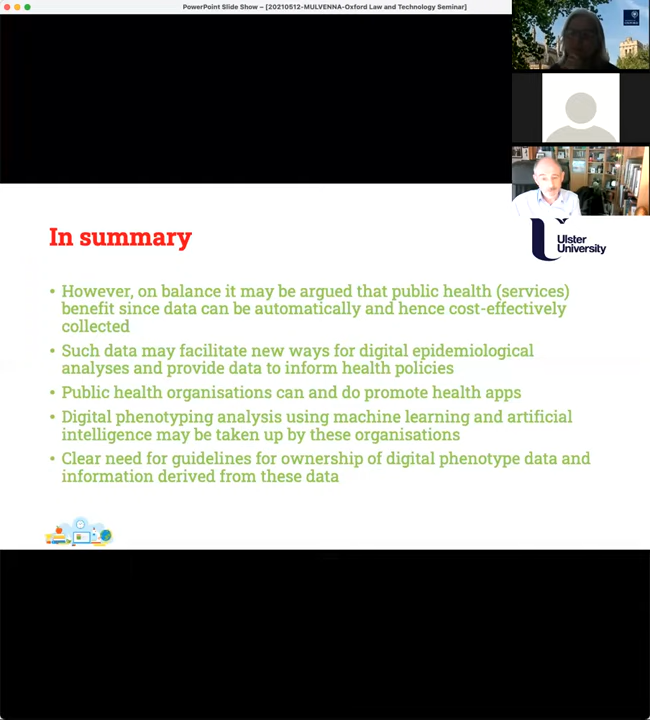 PowerPoint Slide Show – [20210512-MULVENNA-Oxford Law and Technology Seminar]
In summary
Ulster
University
• However, on balance it may be argued that public health (services)
benefit since data can be automatically and hence cost-effectively
collected
• Such data may facilitate new ways for digital epidemiological
analyses and provide data to inform health policies
• Public health organisations can and do promote health apps
• Digital phenotyping analysis using machine learning and artificial
intelligence may be taken up by these organisations
• Clear need for guidelines for ownership of digital phenotype data and
information derived from these data